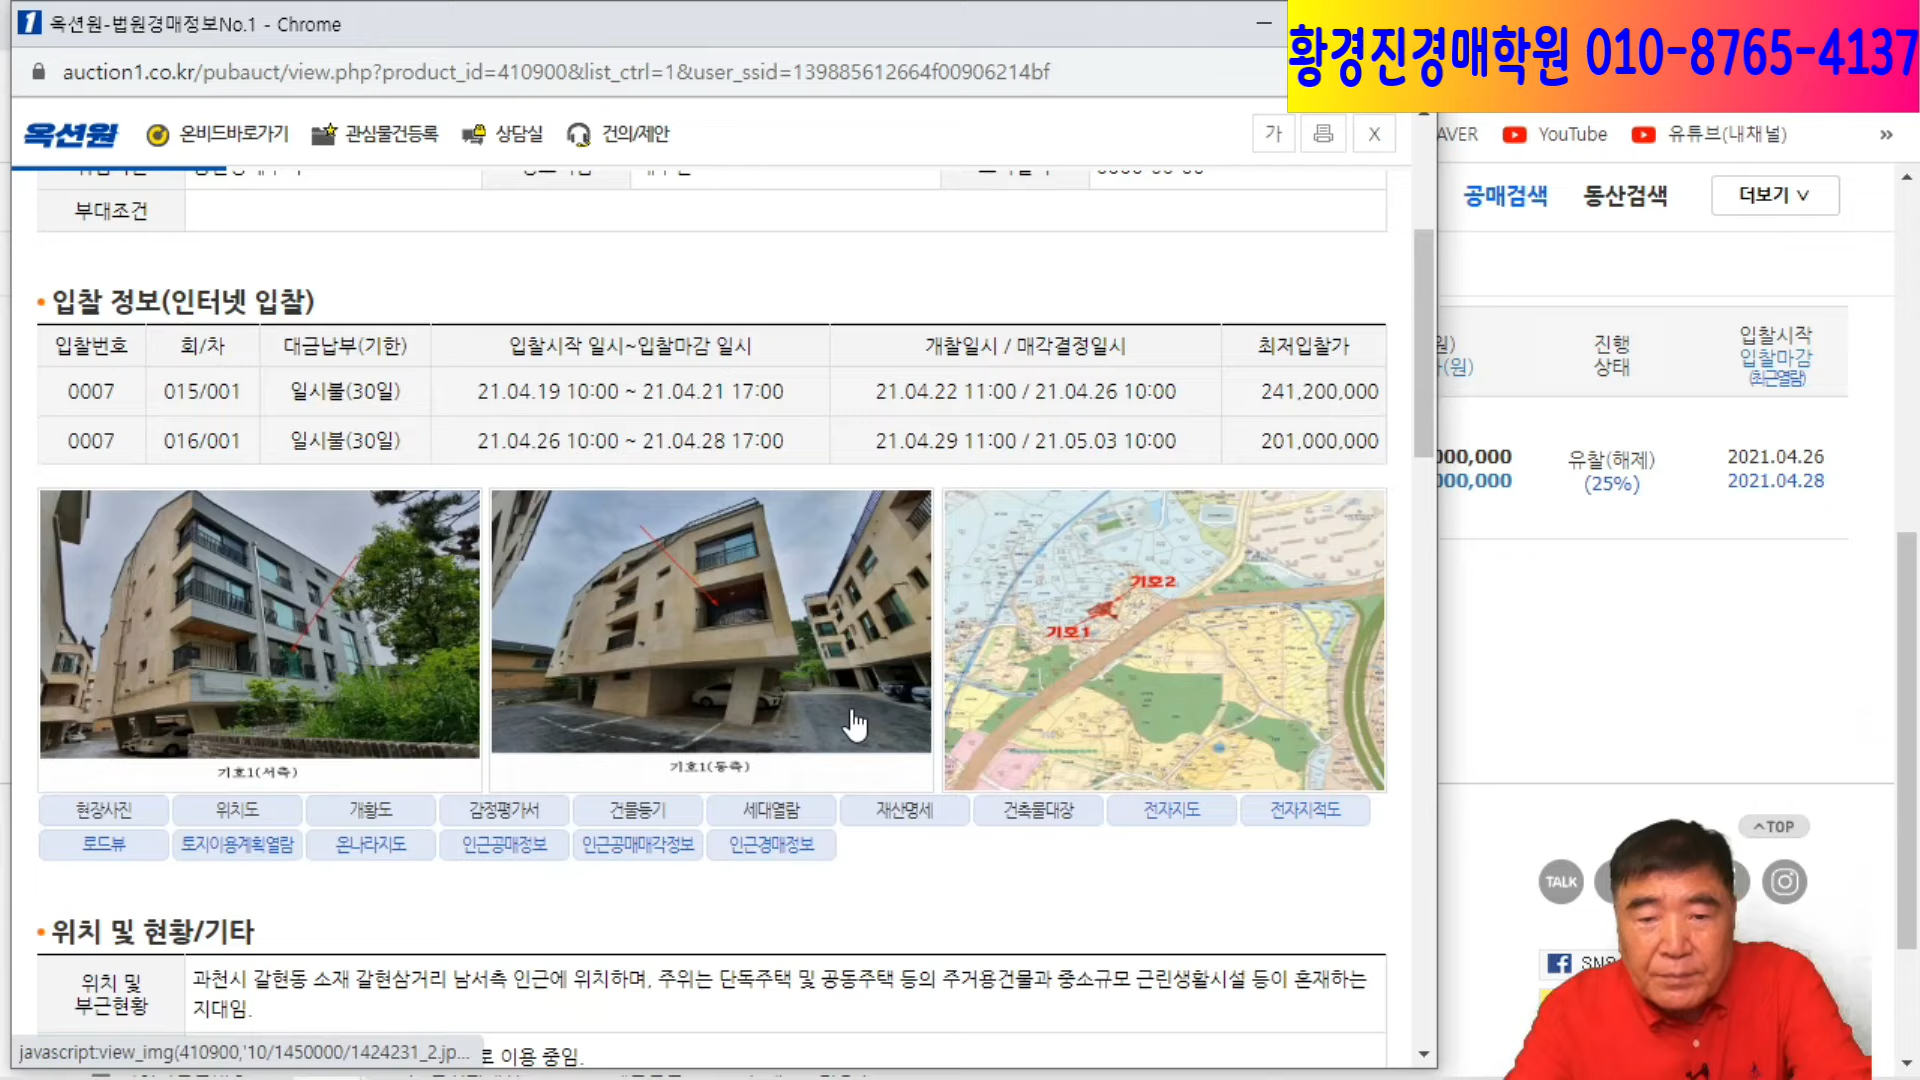 옥션원-법원경매정보No.1 - Chrome
황경진경매학원 010-8765-4137
auction1.co.kr/pubauct/view.php?product_id=410900&list_ctrl=1&user_ssid=139885612664f00906214bf
옥션원 온비드바로가기 관심물건등록 상담실 건의/제안 가 X
AVER YouTube 유튜브(내채널) »
공매검색 동산검색 더보기 ∨
부대조건
• 입찰 정보(인터넷 입찰)
입찰번호 회/차 대금납부(기한) 입찰시작 일시~입찰마감 일시 개찰일시 / 매각결정일시 최저입찰가
0007 015/001 일시불(30일) 21.04.19 10:00 ~ 21.04.21 17:00 21.04.22 11:00 / 21.04.26 10:00 241,200,000
0007 016/001 일시불(30일) 21.04.26 10:00 ~ 21.04.28 17:00 21.04.29 11:00 / 21.05.03 10:00 201,000,000
원) 진행 입찰시작
(원) 상태 입찰마감
(최근열람)
000,000 유찰(해제) 2021.04.26
000,000 (25%) 2021.04.28
기호2
기호1
기호1(서측) 기호1(동측)
현장사진 위치도 개황도 감정평가서 건물등기 세대열람 재산명세 건축물대장 전자지도 전자지적도
로드뷰 토지이용계획열람 온나라지도 인근공매정보 인근공매매각정보 인근경매정보
^TOP
TALK
SNS
• 위치 및 현황/기타
위치 및 부근현황
과천시 갈현동 소재 갈현삼거리 남서측 인근에 위치하며, 주위는 단독주택 및 공동주택 등의 주거용건물과 중소규모 근린생활시설 등이 혼재하는
지대임.
javascript:view_img(410900,'10/1450000/1424231_2.jp... 로 이용 중임.